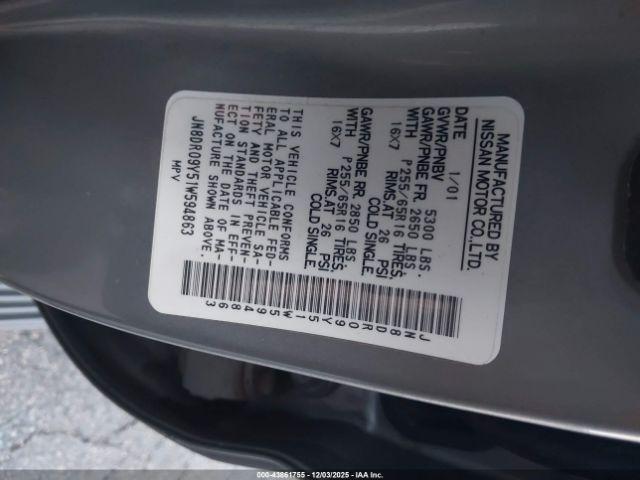 MANUFACTURED BY
NISSAN MOTOR CO.,LTD.
DATE 1/01
GVWR/PNBV 5300 LBS.
GAWR/PNBE FR. 2650 LBS.
WITH P255/65R16 TIRES,
16X7 RIMS,AT 26 PSI
COLD SINGLE.
GAWR/PNBE RR. 2850 LBS.
WITH P255/65R16 TIRES,
16X7 RIMS,AT 26 PSI
COLD SINGLE.
THIS VEHICLE CONFORMS
TO ALL APPLICABLE FED-
ERAL MOTOR VEHICLE SA-
FETY AND THEFT PREVEN-
TION STANDARDS IN EFF-
ECT ON THE DATE OF MA-
NUFACTURE SHOWN ABOVE.
JN8DR09Y51W594863
MPV
JN8DR09Y51W594863
000-43861755 - 12/03/2025 - IAAI.com